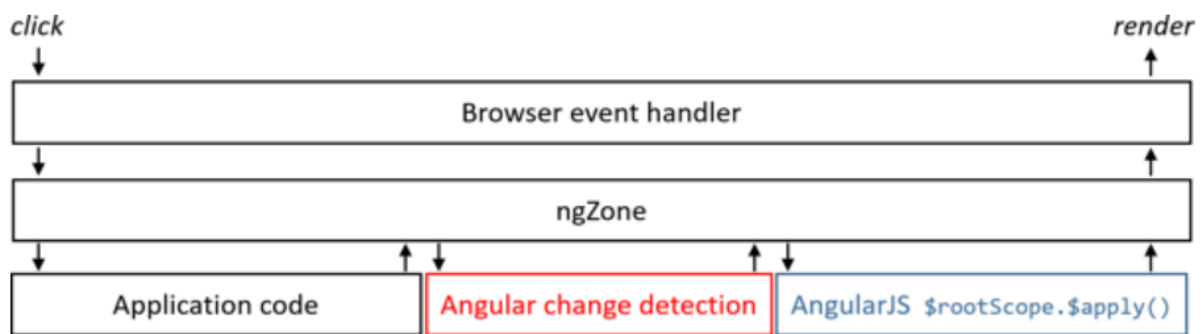 click
render
Browser event handler
ngZone
Application code
Angular change detection
AngularJS $rootScope.$apply()